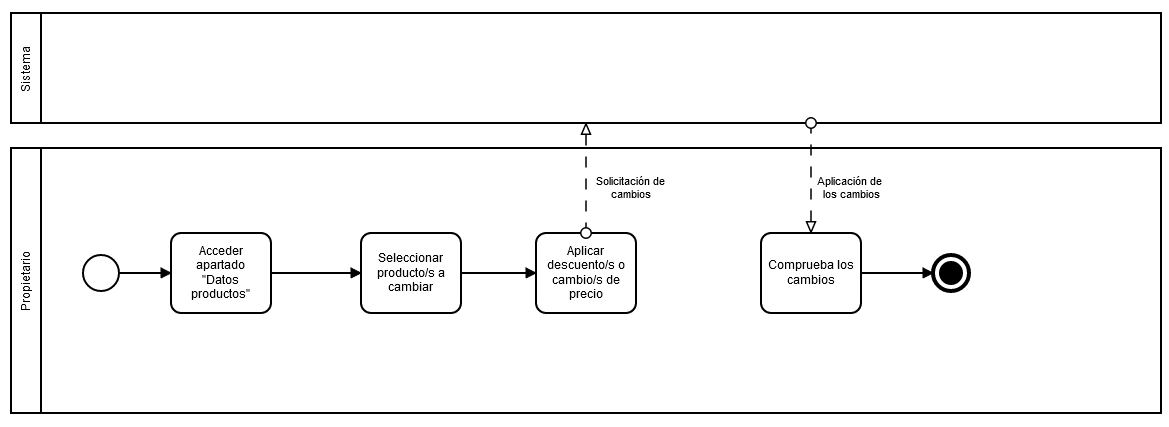 Sistema
Solicitación de
cambios
Aplicación de
los cambios
Propietario
Acceder
apartado
"Datos
productos"
Seleccionar
producto/s a
cambiar
Aplicar
descuento/s o
cambio/s de
precio
Comprueba los
cambios